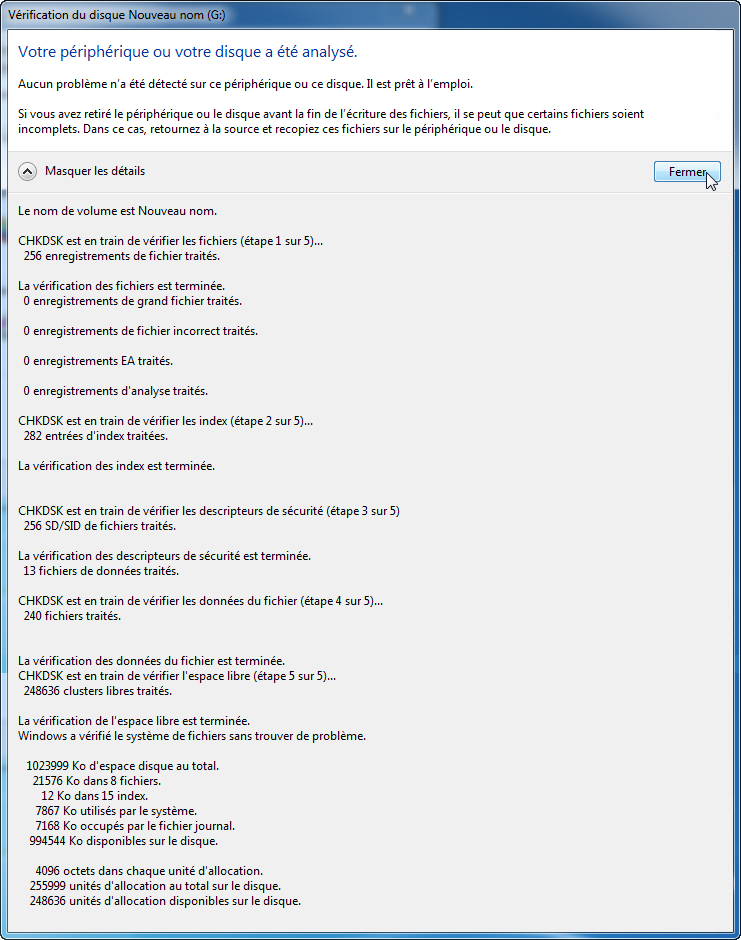 Vérification du disque Nouveau nom (G:)
Votre périphérique ou votre disque a été analysé.
Aucun problème n'a été détecté sur ce périphérique ou ce disque. Il est prêt à l'emploi.
Si vous avez retiré le périphérique ou le disque avant la fin de l'écriture des fichiers, il se peut que certains fichiers soient
incomplets. Dans ce cas, retournez à la source et recopiez ces fichiers sur le périphérique ou le disque.
Masquer les détails
Fermer
Le nom de volume est Nouveau nom.
CHKDSK est en train de vérifier les fichiers (étape 1 sur 5)...
256 enregistrements de fichier traités.
La vérification des fichiers est terminée.
0 enregistrements de grand fichier traités.
0 enregistrements de fichier incorrect traités.
0 enregistrements EA traités.
0 enregistrements d'analyse traités.
CHKDSK est en train de vérifier les index (étape 2 sur 5)...
282 entrées d'index traitées.
La vérification des index est terminée.
CHKDSK est en train de vérifier les descripteurs de sécurité (étape 3 sur 5)
256 SD/SID de fichiers traités.
La vérification des descripteurs de sécurité est terminée.
13 fichiers de données traités.
CHKDSK est en train de vérifier les données du fichier (étape 4 sur 5)...
240 fichiers traités.
La vérification des données du fichier est terminée.
CHKDSK est en train de vérifier l'espace libre (étape 5 sur 5)...
248636 clusters libres traités.
La vérification de l'espace libre est terminée.
Windows a vérifié le système de fichiers sans trouver de problème.
1023999 Ko d'espace disque au total.
21576 Ko dans 8 fichiers.
12 Ko dans 15 index.
7867 Ko utilisés par le système.
7168 Ko occupés par le fichier journal.
994544 Ko disponibles sur le disque.
4096 octets dans chaque unité d'allocation.
255999 unités d'allocation au total sur le disque.
248636 unités d'allocation disponibles sur le disque.